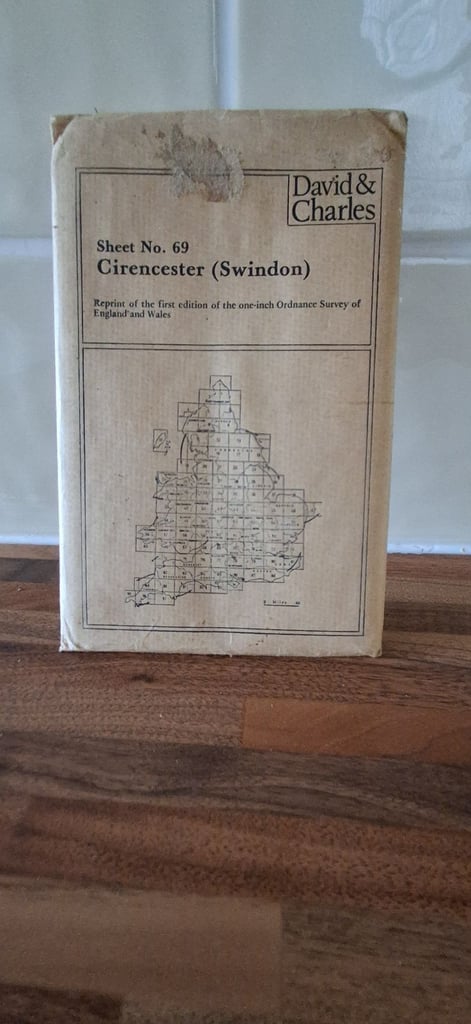 David &
Charles
Sheet No. 69
Cirencester (Swindon)
Reprint of the first edition of the one-inch Ordnance Survey of
England and Wales